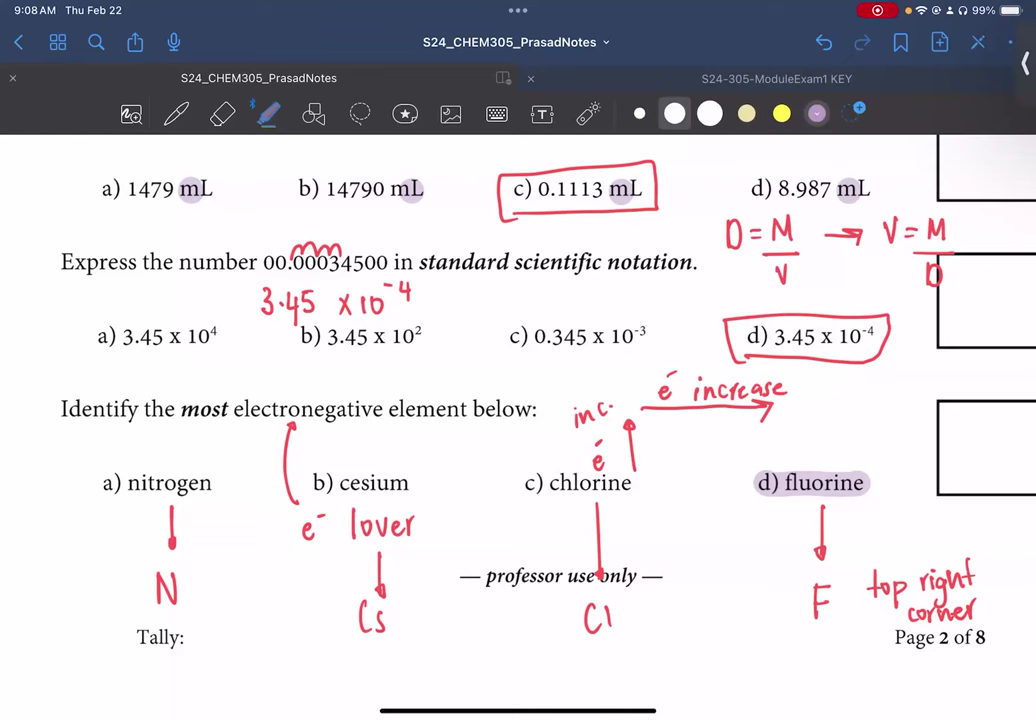 9:08 AM Thu Feb 22
99%
S24_CHEM305_PrasadNotes
S24_CHEM305_PrasadNotes
S24-305-ModuleExam1 KEY
a) 1479 mL b) 14790 mL c) 0.1113 mL d) 8.987 mL
D = M/V → V = M/D
Express the number 00.00034500 in standard scientific notation.
3.45 x 10⁻⁴
a) 3.45 x 10⁴ b) 3.45 x 10² c) 0.345 x 10⁻³ d) 3.45 x 10⁻⁴
e⁻ increase
Identify the most electronegative element below:
inc.
e⁻
a) nitrogen b) cesium c) chlorine d) fluorine
e⁻ lover
— professor use only —
N Cs Cl F top right
corner
Tally: Page 2 of 8